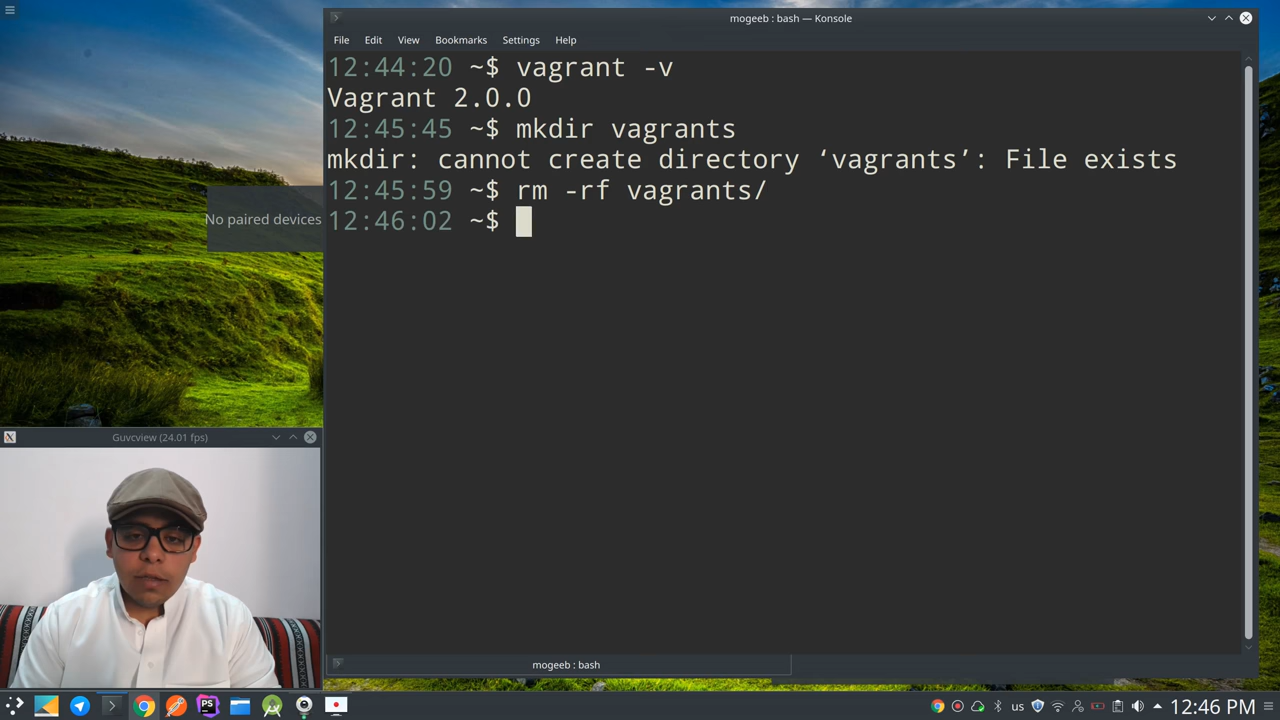 mogeeb : bash — Konsole
File Edit View Bookmarks Settings Help
12:44:20 ~$ vagrant -v
Vagrant 2.0.0
12:45:45 ~$ mkdir vagrants
mkdir: cannot create directory ‘vagrants’: File exists
12:45:59 ~$ rm -rf vagrants/
12:46:02 ~$
No paired devices
Guvcview (24.01 fps)
mogeeb : bash
PS
us
12:46 PM